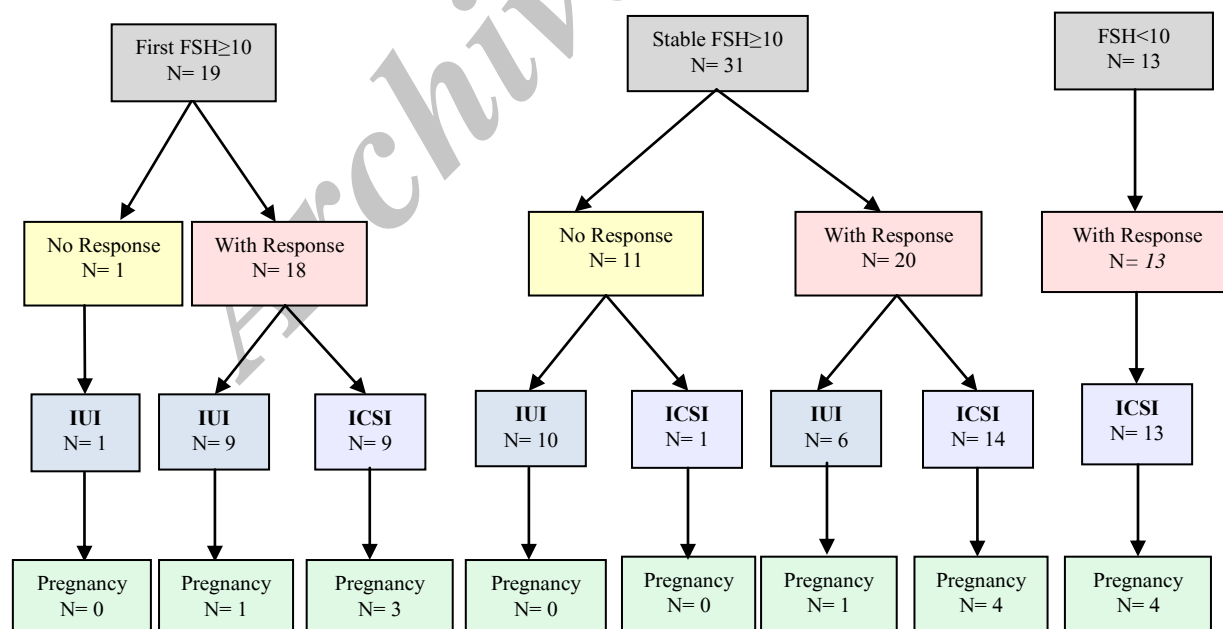 First FSH≥10
N= 19
Stable FSH≥10
N= 31
FSH<10
N= 13
No Response
N= 1
With Response
N= 18
No Response
N= 11
With Response
N= 20
With Response
N= 13
IUI
N= 1
IUI
N= 9
ICSI
N= 9
IUI
N= 10
ICSI
N= 1
IUI
N= 6
ICSI
N= 14
ICSI
N= 13
Pregnancy
N= 0
Pregnancy
N= 1
Pregnancy
N= 3
Pregnancy
N= 0
Pregnancy
N= 0
Pregnancy
N= 1
Pregnancy
N= 4
Pregnancy
N= 4
Archiv